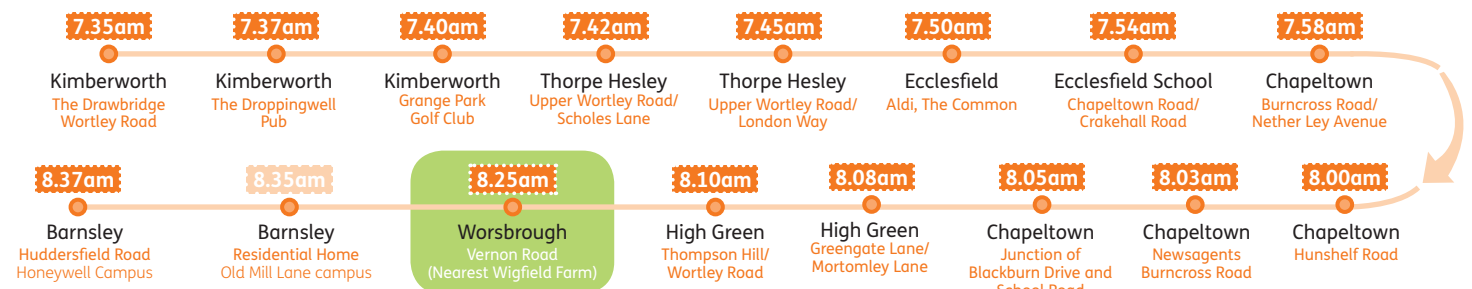 7.35am
Kimberworth
The Drawbridge
Wortley Road
7.37am
Kimberworth
The Droppingwell
Pub
7.40am
Kimberworth
Grange Park
Golf Club
7.42am
Thorpe Hesley
Upper Wortley Road/
Scholes Lane
7.45am
Thorpe Hesley
Upper Wortley Road/
London Way
7.50am
Ecclesfield
Aldi, The Common
7.54am
Ecclesfield School
Chapeltown Road/
Crakehall Road
7.58am
Chapeltown
Burncross Road/
Nether Ley Avenue
8.00am
Chapeltown
Hunshelf Road
8.03am
Chapeltown
Newsagents
Burncross Road
8.05am
Chapeltown
Junction of
Blackburn Drive and
School Road
8.08am
High Green
Greengate Lane/
Mortomley Lane
8.10am
High Green
Thompson Hill/
Wortley Road
8.25am
Worsbrough
Vernon Road
(Nearest Wigfield Farm)
8.35am
Barnsley
Residential Home
Old Mill Lane campus
8.37am
Barnsley
Huddersfield Road
Honeywell Campus